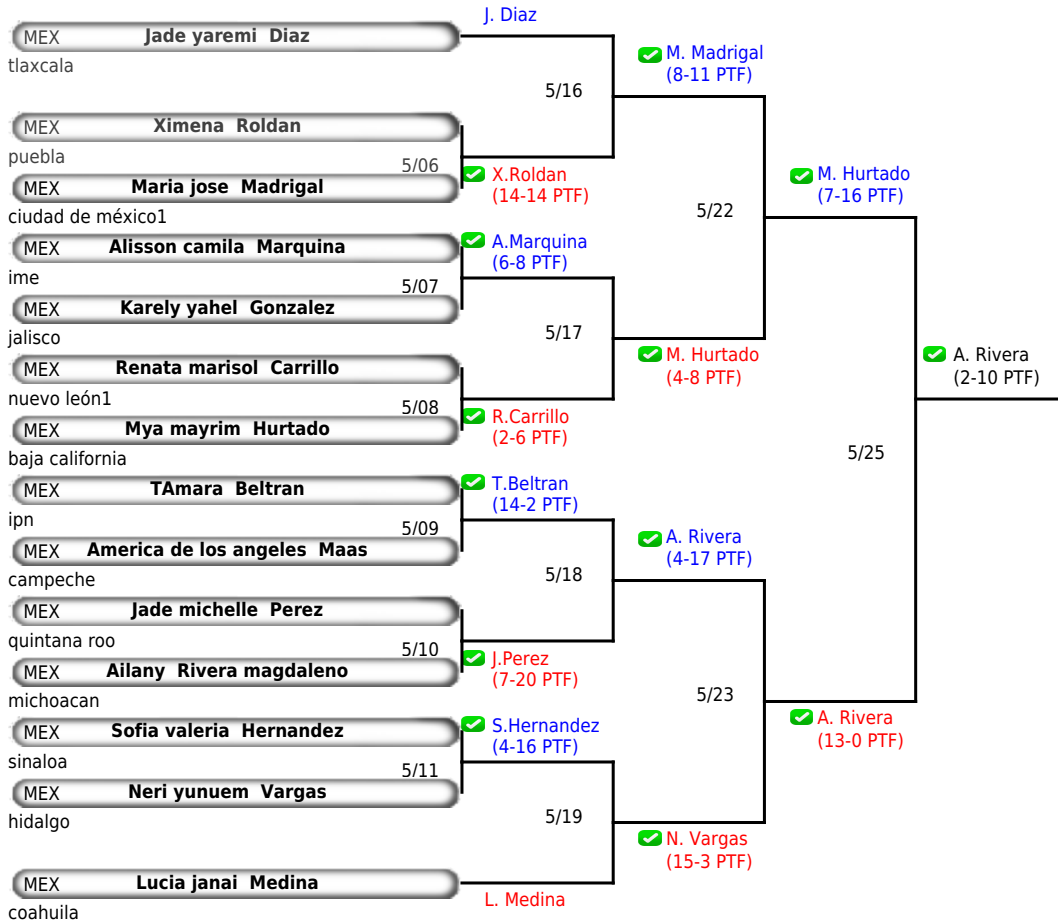 J. Diaz
MEX Jade yaremi Diaz
tlaxcala
M. Madrigal
(8-11 PTF)
5/16
MEX Ximena Roldan
puebla
5/06
X.Roldan
(14-14 PTF)
MEX Maria jose Madrigal
ciudad de méxico1
M. Hurtado
(7-16 PTF)
5/22
MEX Alisson camila Marquina
ime
A.Marquina
(6-8 PTF)
5/07
MEX Karely yahel Gonzalez
jalisco
5/17
MEX Renata marisol Carrillo
nuevo león1
M. Hurtado
(4-8 PTF)
A. Rivera
(2-10 PTF)
5/08
R.Carrillo
(2-6 PTF)
MEX Mya mayrim Hurtado
baja california
5/25
MEX TAmara Beltran
ipn
T.Beltran
(14-2 PTF)
5/09
MEX America de los angeles Maas
campeche
A. Rivera
(4-17 PTF)
5/18
MEX Jade michelle Perez
quintana roo
5/10
J.Perez
(7-20 PTF)
MEX Ailany Rivera magdaleno
michoacan
5/23
MEX Sofia valeria Hernandez
sinaloa
S.Hernandez
(4-16 PTF)
A. Rivera
(13-0 PTF)
5/11
MEX Neri yunuem Vargas
hidalgo
5/19
N. Vargas
(15-3 PTF)
MEX Lucia janai Medina
coahuila
L. Medina